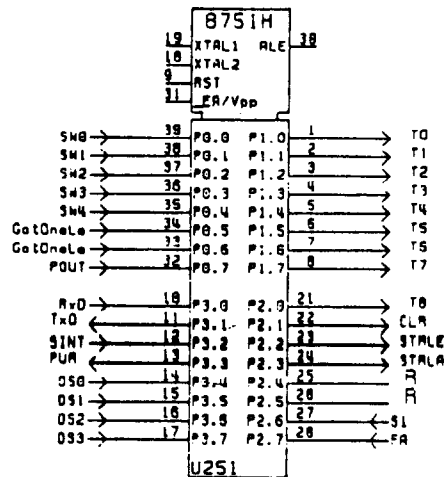 8751H
19 XTAL1 ALE 30
18 XTAL2
9 RST
31 EA/Vpp
SW0 39 P0.0 P1.0 1 T0
SW1 38 P0.1 P1.1 2 T1
SW2 37 P0.2 P1.2 3 T2
SW3 36 P0.3 P1.3 4 T3
SW4 35 P0.4 P1.4 5 T4
GotOneLe 34 P0.5 P1.5 6 T5
GotOneLe 33 P0.6 P1.6 7 T6
POUT 32 P0.7 P1.7 8 T7
RxD 10 P3.0 P2.0 21 T8
TxD 11 P3.1 P2.1 22 CLR
SINT 12 P3.2 P2.2 23 STALE
PUR 13 P3.3 P2.3 24 STALA
DS0 14 P3.4 P2.4 25 R
DS1 15 P3.5 P2.5 26 R
DS2 16 P3.6 P2.6 27 S1
DS3 17 P3.7 P2.7 28 FA
U251